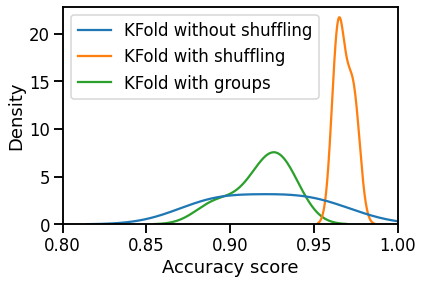 KFold without shuffling
KFold with shuffling
KFold with groups
Density
20
15
10
5
0
0.80 0.85 0.90 0.95 1.00
Accuracy score